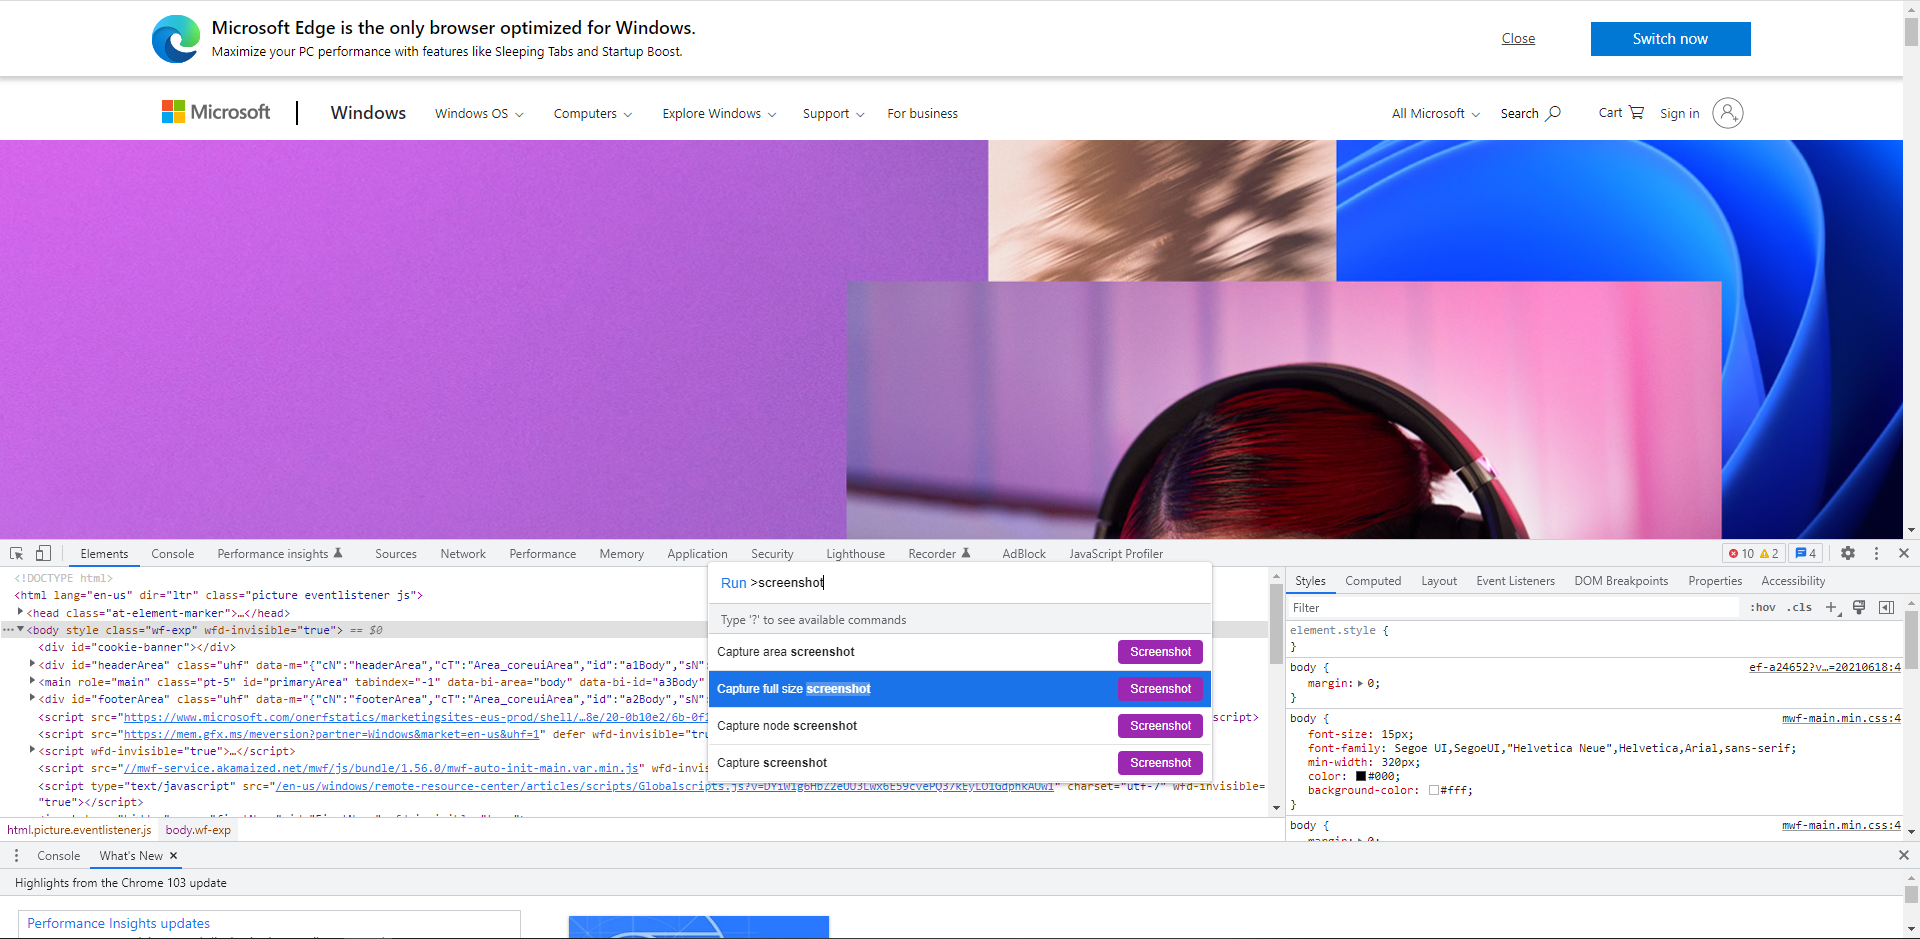 Microsoft Edge is the only browser optimized for Windows.
Maximize your PC performance with features like Sleeping Tabs and Startup Boost.
Close
Switch now
Microsoft
Windows
Windows OS
Computers
Explore Windows
Support
For business
All Microsoft
Search
Cart
Sign in
Elements
Console
Performance insights
Sources
Network
Performance
Memory
Application
Security
Lighthouse
Recorder
AdBlock
JavaScript Profiler
10
2
4
Run >screenshot
Type '?' to see available commands
Capture area screenshot
Screenshot
Capture full size screenshot
Screenshot
Capture node screenshot
Screenshot
Capture screenshot
Screenshot
<!DOCTYPE html>
<html lang="en-us" dir="ltr" class="picture eventlistener js">
<head class="at-element-marker">…</head>
<body style class="wf-exp" wfd-invisible="true"> == $0
<div id="cookie-banner"></div>
<div id="headerArea" class="uhf" data-m="{"cN":"headerArea","cT":"Area_coreuiArea","id":"a1Body","sN":
<main role="main" class="pt-5" id="primaryArea" tabindex="-1" data-bi-area="body" data-bi-id="a3Body"
<div id="footerArea" class="uhf" data-m="{"cN":"footerArea","cT":"Area_coreuiArea","id":"a2Body","sN":
<script src="https://www.microsoft.com/onerfstatics/marketingsites-eus-prod/shell/…8e/20-0b10e2/6b-0f1 script>
<script src="https://mem.gfx.ms/meversion?partner=Windows&market=en-us&uhf=1" defer wfd-invisible="tru
<script wfd-invisible="true">…</script>
<script src="//mwf-service.akamaized.net/mwf/js/bundle/1.56.0/mwf-auto-init-main.var.min.js" wfd-invis
<script type="text/javascript" src="/en-us/windows/remote-resource-center/articles/scripts/Globalscripts.js? charset="utf-7" wfd-invisible=
"true"></script>
html.picture.eventlistener.js
body.wf-exp
Styles
Computed
Layout
Event Listeners
DOM Breakpoints
Properties
Accessibility
Filter
:hov
.cls
element.style {
}
body {
ef-a24652?v…=20210618:4
margin: 0;
}
body {
mwf-main.min.css:4
font-size: 15px;
font-family: Segoe UI,SegoeUI,"Helvetica Neue",Helvetica,Arial,sans-serif;
min-width: 320px;
color: #000;
background-color: #fff;
}
body {
mwf-main.min.css:4
margin: 0;
Console
What's New
Highlights from the Chrome 103 update
Performance Insights updates